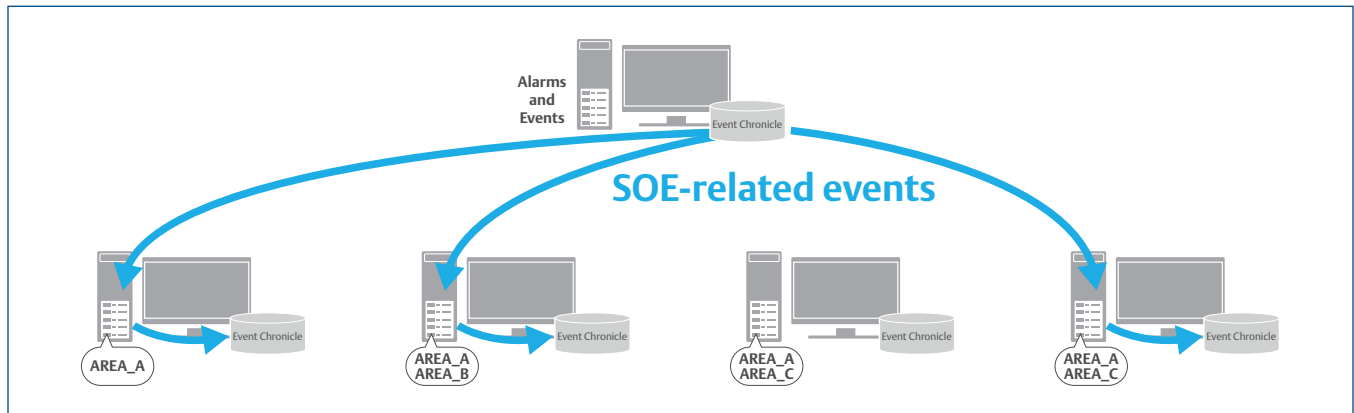 Alarms
and
Events
Event Chronicle
SOE-related events
Event Chronicle
Event Chronicle
Event Chronicle
Event Chronicle
AREA_A
AREA_A
AREA_B
AREA_A
AREA_C
AREA_A
AREA_C